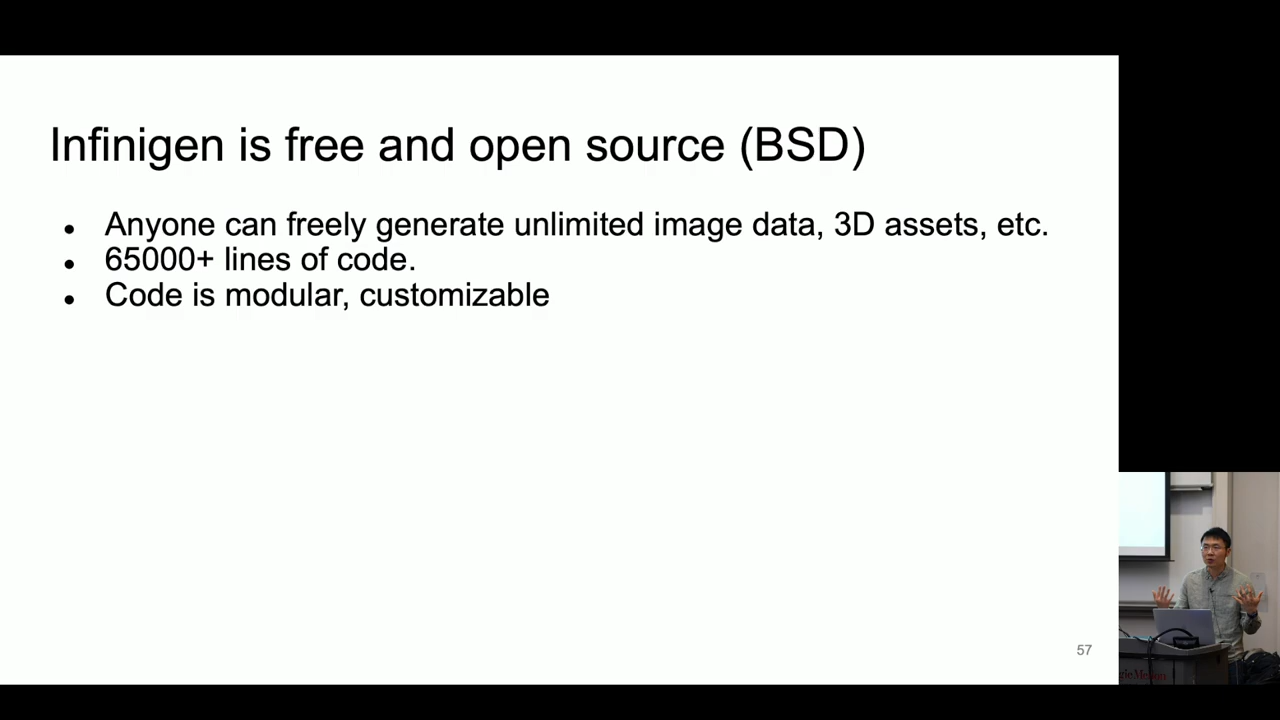 Infinigen is free and open source (BSD)
● Anyone can freely generate unlimited image data, 3D assets, etc.
● 65000+ lines of code.
● Code is modular, customizable
57